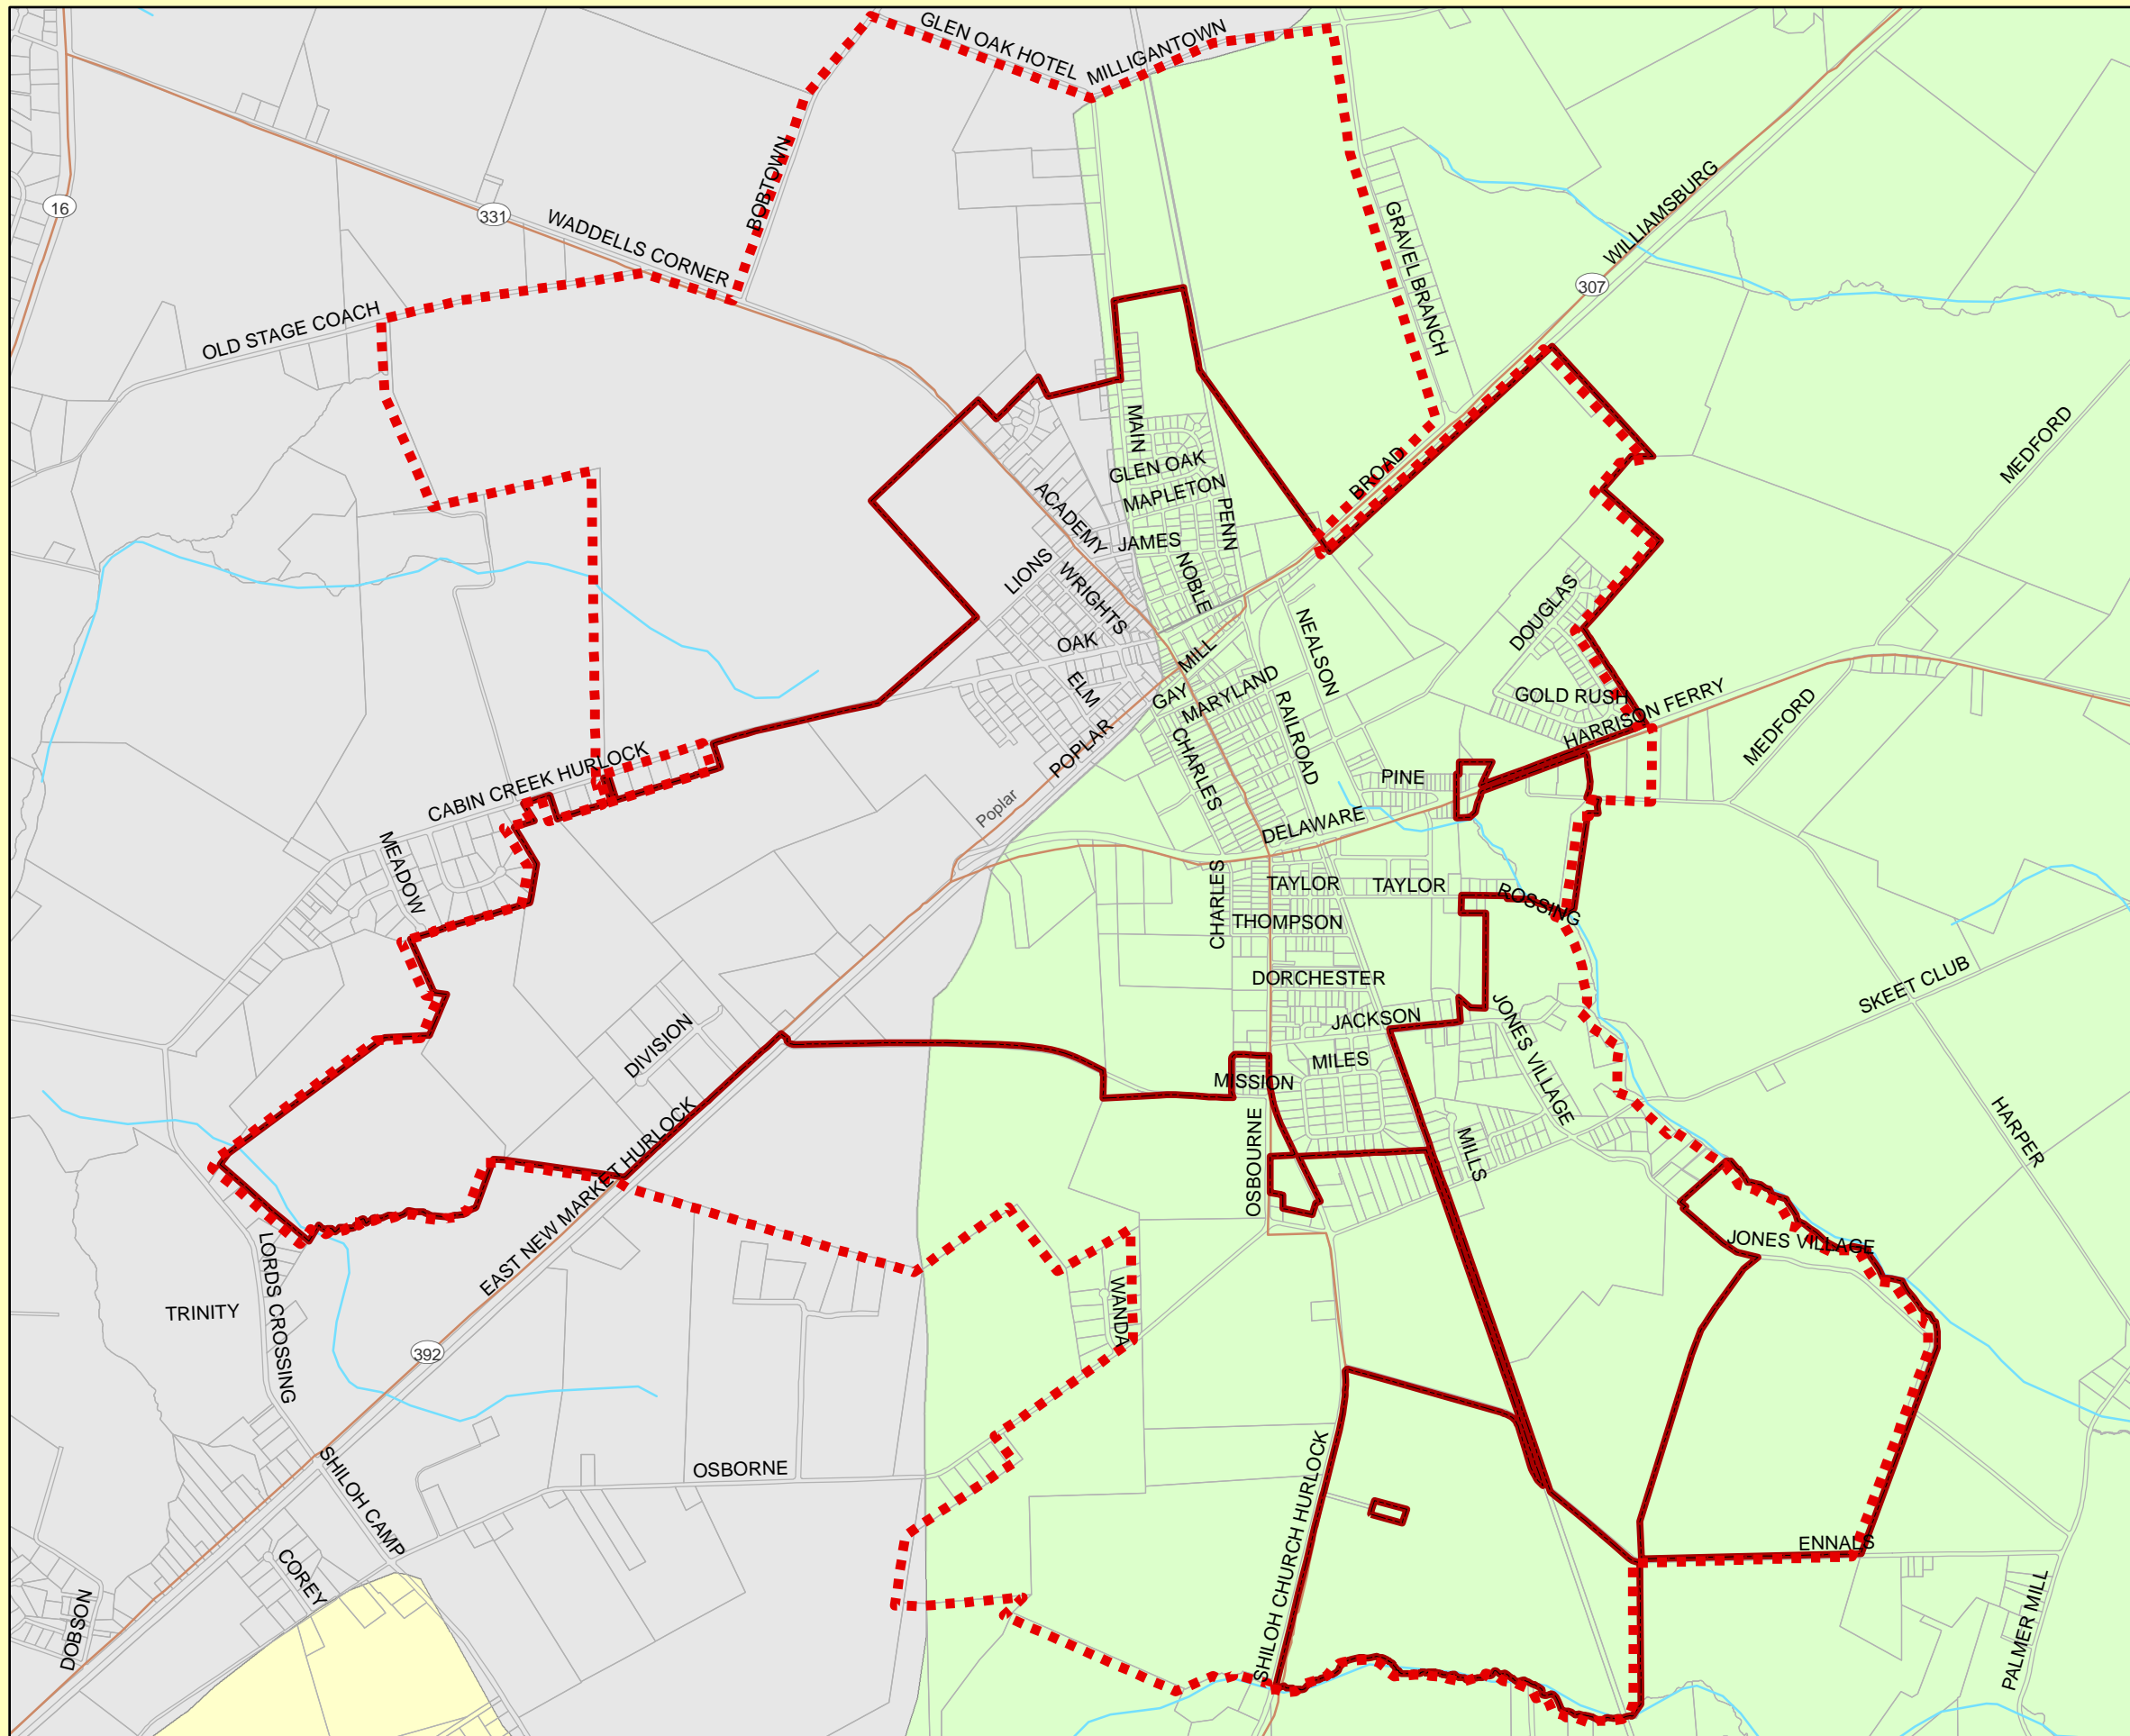 GLEN OAK HOTEL
MILLIGANTOWN
BOBTOWN
16
331
WADDELLS CORNER
GRAVEL BRANCH
WILLIAMSBURG
307
OLD STAGE COACH
MAIN
GLEN OAK
MAPLETON
BROAD
MEDFORD
ACADEMY
PENN
JAMES
LIONS
WRIGHTS
NOBLE
OAK
MILL
NEALSON
DOUGLAS
ELM
GAY
MARYLAND
GOLD RUSH
HARRISON FERRY
MEDFORD
POPLAR
CHARLES
RAILROAD
CABIN CREEK HURLOCK
PINE
Poplar
DELAWARE
MEADOW
CHARLES
TAYLOR
TAYLOR
ROSSING
THOMPSON
DORCHESTER
SKEET CLUB
JACKSON
JONES VILLAGE
DIVISION
MILES
MISSION
HARPER
OSBOURNE
MILLS
EAST NEW MARKET HURLOCK
JONES VILLAGE
LORDS CROSSING
TRINITY
WANDA
392
SHILOH CAMP
OSBORNE
SHILOH CHURCH HURLOCK
ENNALS
COREY
DOBSON
PALMER MILL